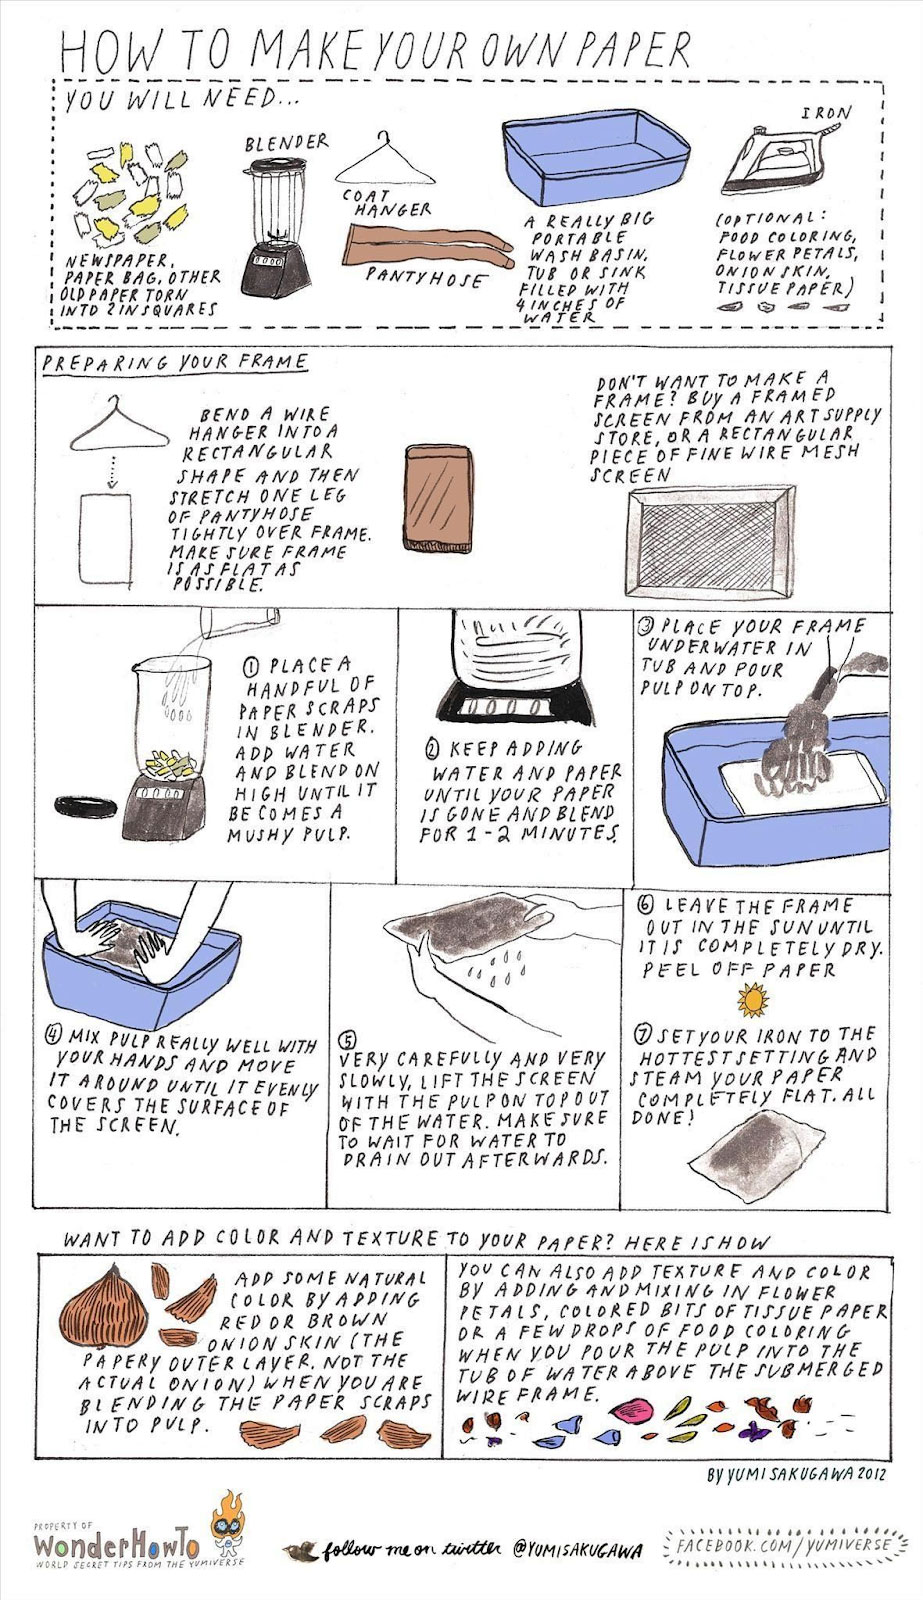 HOW TO MAKE YOUR OWN PAPER
YOU WILL NEED...
NEWSPAPER,
PAPER BAG, OTHER
OLD PAPER TORN
INTO 2 IN SQUARES
BLENDER
COAT
HANGER
PANTYHOSE
A REALLY BIG
PORTABLE
WASH BASIN,
TUB OR SINK
FILLED WITH
4 INCHES OF
WATER
IRON
(OPTIONAL:
FOOD COLORING,
FLOWER PETALS,
ONION SKIN,
TISSUE PAPER)
PREPARING YOUR FRAME
BEND A WIRE
HANGER INTO A
RECTANGULAR
SHAPE AND THEN
STRETCH ONE LEG
OF PANTYHOSE
TIGHTLY OVER FRAME.
MAKE SURE FRAME
IS AS FLAT AS
POSSIBLE.
DON'T WANT TO MAKE A
FRAME? BUY A FRAMED
SCREEN FROM AN ART SUPPLY
STORE, OR A RECTANGULAR
PIECE OF FINE WIRE MESH
SCREEN
① PLACE A
HANDFUL OF
PAPER SCRAPS
IN BLENDER.
ADD WATER
AND BLEND ON
HIGH UNTIL IT
BECOMES A
MUSHY PULP.
② KEEP ADDING
WATER AND PAPER
UNTIL YOUR PAPER
IS GONE AND BLEND
FOR 1-2 MINUTES.
③ PLACE YOUR FRAME
UNDERWATER IN
TUB AND POUR
PULP ON TOP.
④ MIX PULP REALLY WELL WITH
YOUR HANDS AND MOVE
IT AROUND UNTIL IT EVENLY
COVERS THE SURFACE OF
THE SCREEN.
⑤
VERY CAREFULLY AND VERY
SLOWLY, LIFT THE SCREEN
WITH THE PULP ON TOP OUT
OF THE WATER. MAKE SURE
TO WAIT FOR WATER TO
DRAIN OUT AFTERWARDS.
⑥ LEAVE THE FRAME
OUT IN THE SUN UNTIL
IT IS COMPLETELY DRY.
PEEL OFF PAPER
⑦ SET YOUR IRON TO THE
HOTTEST SETTING AND
STEAM YOUR PAPER
COMPLETELY FLAT. ALL
DONE!
WANT TO ADD COLOR AND TEXTURE TO YOUR PAPER? HERE IS HOW
ADD SOME NATURAL
COLOR BY ADDING
RED OR BROWN
ONION SKIN (THE
PAPERY OUTER LAYER, NOT THE
ACTUAL ONION) WHEN YOU ARE
BLENDING THE PAPER SCRAPS
INTO PULP.
YOU CAN ALSO ADD TEXTURE AND COLOR
BY ADDING AND MIXING IN FLOWER
PETALS, COLORED BITS OF TISSUE PAPER
OR A FEW DROPS OF FOOD COLORING
WHEN YOU POUR THE PULP INTO THE
TUB OF WATER ABOVE THE SUBMERGED
WIRE FRAME.
BY YUMI SAKUGAWA 2012
PROPERTY OF
WonderHowTo
WORLD SECRET TIPS FROM THE YUMIVERSE
follow me on twitter @YUMISAKUGAWA
FACEBOOK.COM/YUMIVERSE